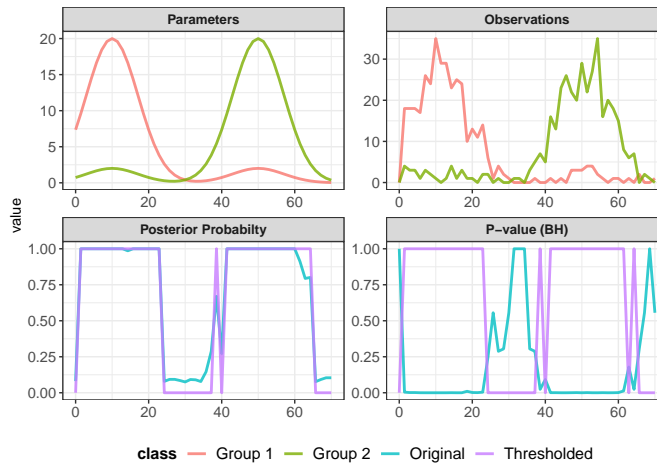 Parameters
Observations
20
15
10
5
0
0 20 40 60
30
20
10
0
0 20 40 60
value
Posterior Probabilty
P−value (BH)
1.00
0.75
0.50
0.25
0.00
0 20 40 60
1.00
0.75
0.50
0.25
0.00
0 20 40 60
class Group 1 Group 2 Original Thresholded